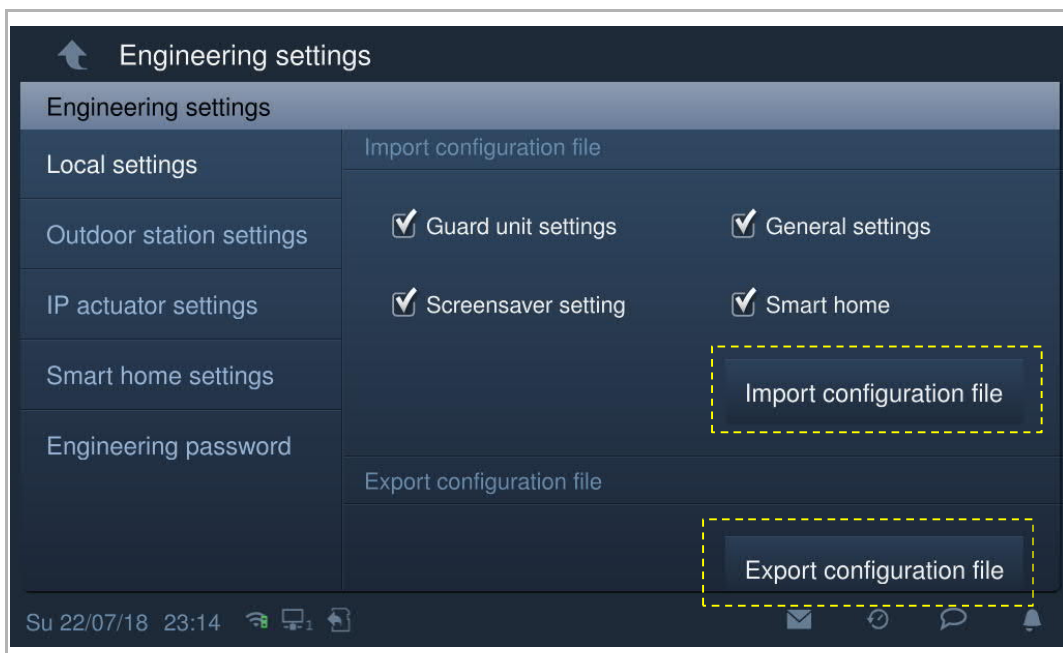 Engineering settings
Engineering settings
Local settings
Outdoor station settings
IP actuator settings
Smart home settings
Engineering password
Import configuration file
Guard unit settings
General settings
Screensaver setting
Smart home
Import configuration file
Export configuration file
Export configuration file
Su 22/07/18 23:14
1